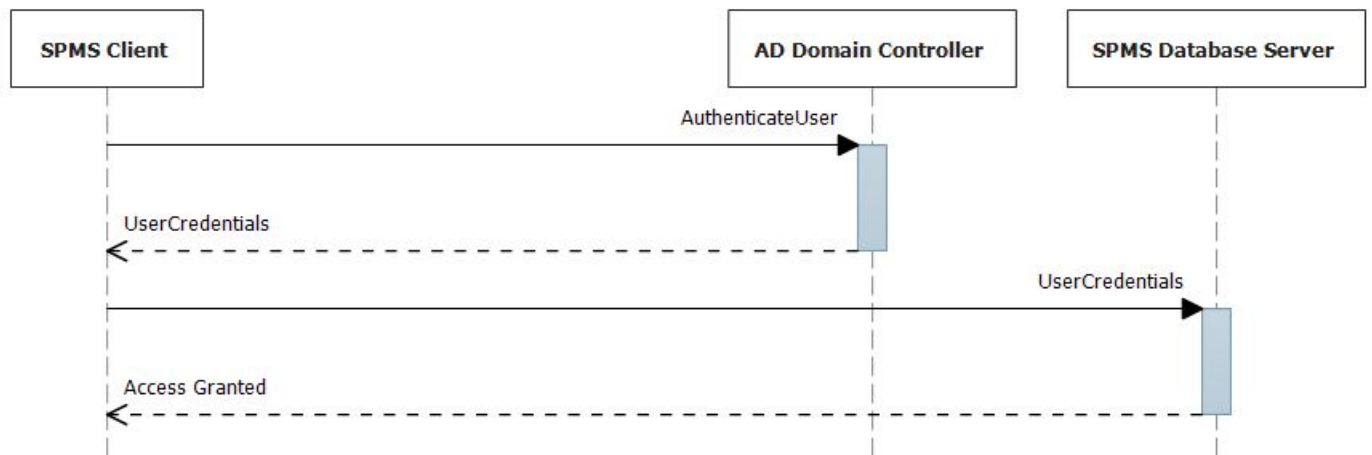 SPMS Client
AD Domain Controller
SPMS Database Server
AuthenticateUser
UserCredentials
UserCredentials
Access Granted